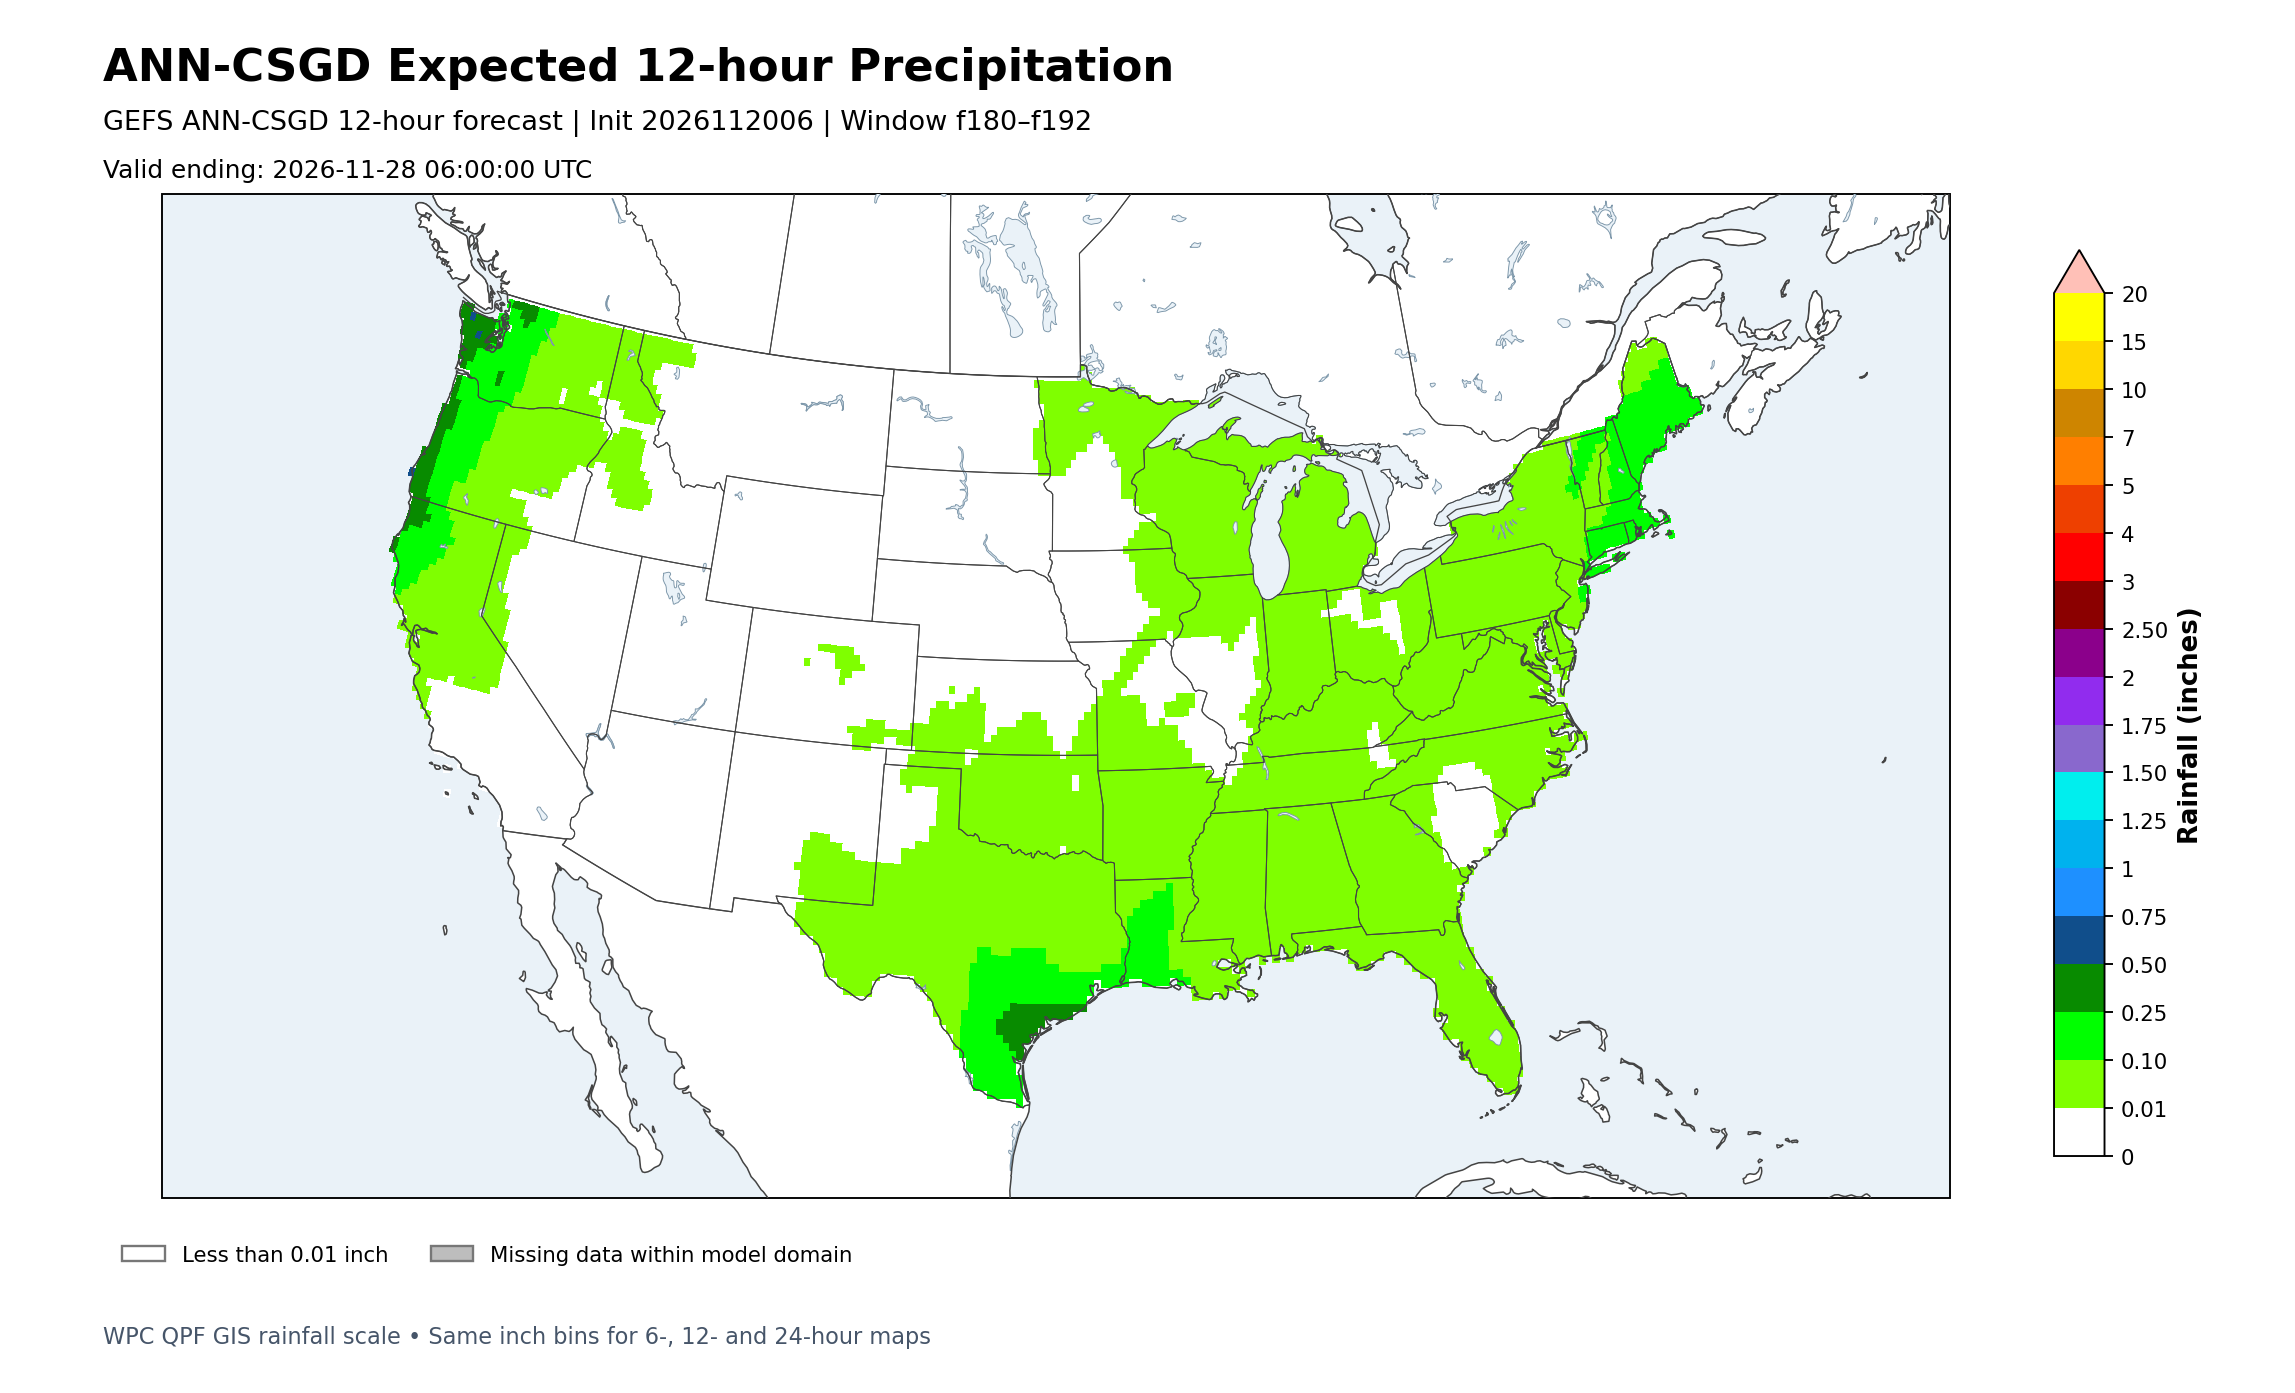 ANN-CSGD Expected 12-hour Precipitation
GEFS ANN-CSGD 12-hour forecast | Init 2026112006 | Window f180–f192
Valid ending: 2026-11-28 06:00:00 UTC
20
15
10
7
5
4
3
2.50
2
1.75
1.50
1.25
1
0.75
0.50
0.25
0.10
0.01
0
Rainfall (inches)
Less than 0.01 inch
Missing data within model domain
WPC QPF GIS rainfall scale • Same inch bins for 6-, 12- and 24-hour maps